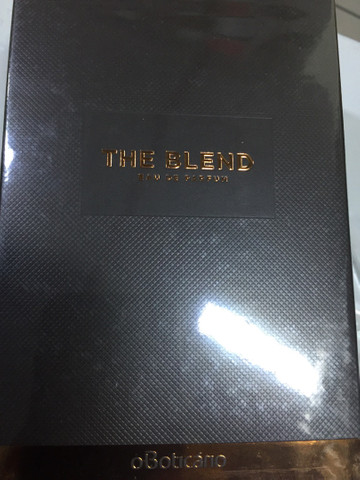 THE BLEND
EAU DE PARFUM
oBoticário